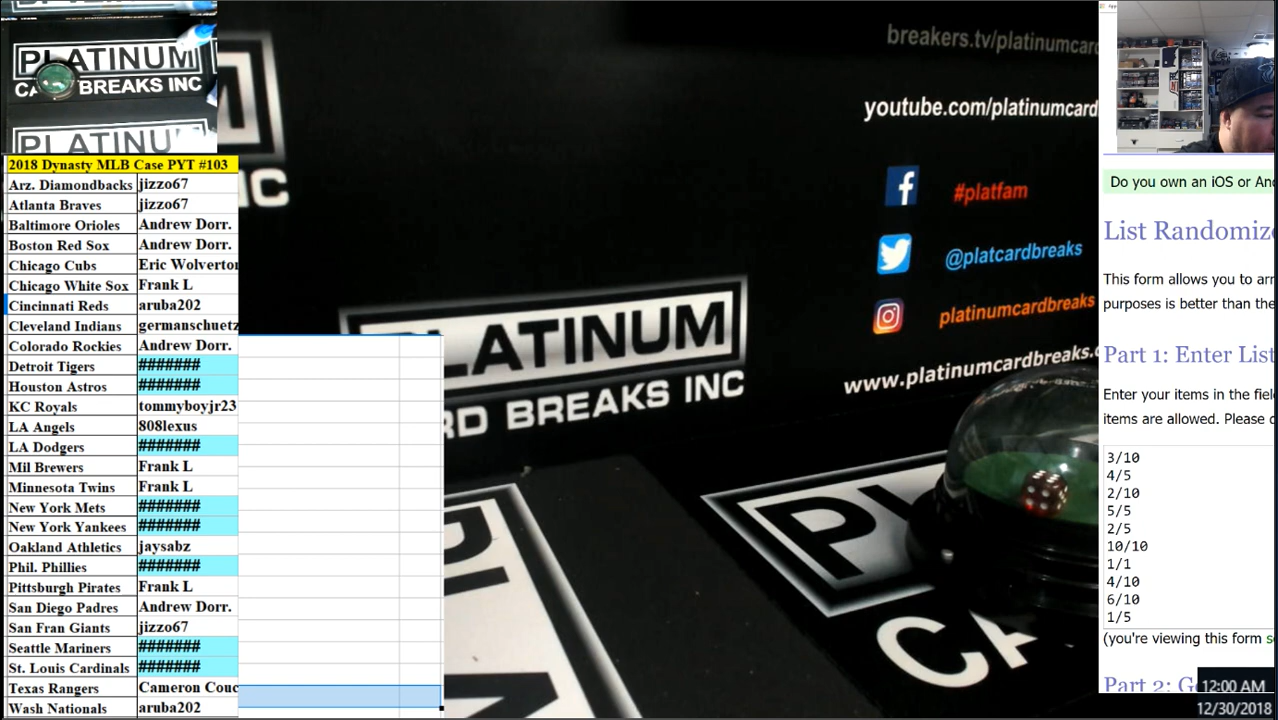 PLATINUM
CA BREAKS INC
PLATINUM
2018 Dynasty MLB Case PYT #103
Arz. Diamondbacks jizzo67
Atlanta Braves jizzo67
Baltimore Orioles Andrew Dorr.
Boston Red Sox Andrew Dorr.
Chicago Cubs Eric Wolverton
Chicago White Sox Frank L
Cincinnati Reds aruba202
Cleveland Indians germanschuetz
Colorado Rockies Andrew Dorr.
Detroit Tigers #######
Houston Astros #######
KC Royals tommyboyjr23
LA Angels 808lexus
LA Dodgers #######
Mil Brewers Frank L
Minnesota Twins Frank L
New York Mets #######
New York Yankees #######
Oakland Athletics jaysabz
Phil. Phillies #######
Pittsburgh Pirates Frank L
San Diego Padres Andrew Dorr.
San Fran Giants jizzo67
Seattle Mariners #######
St. Louis Cardinals #######
Texas Rangers Cameron Couc
Wash Nationals aruba202
M
NC
PLATINUM
RD BREAKS INC
PL
CA
breakers.tv/platinumcard
youtube.com/platinumcard
#platfam
@platcardbreaks
platinumcardbreaks
www.platinumcardbreaks.c
Do you own an iOS or And
List Randomize
This form allows you to arr
purposes is better than the
Part 1: Enter List
Enter your items in the fiel
items are allowed. Please
3/10
4/5
2/10
5/5
2/5
10/10
1/1
4/10
6/10
1/5
(you're viewing this form s
Part 2: G
12:00 AM
12/30/2018